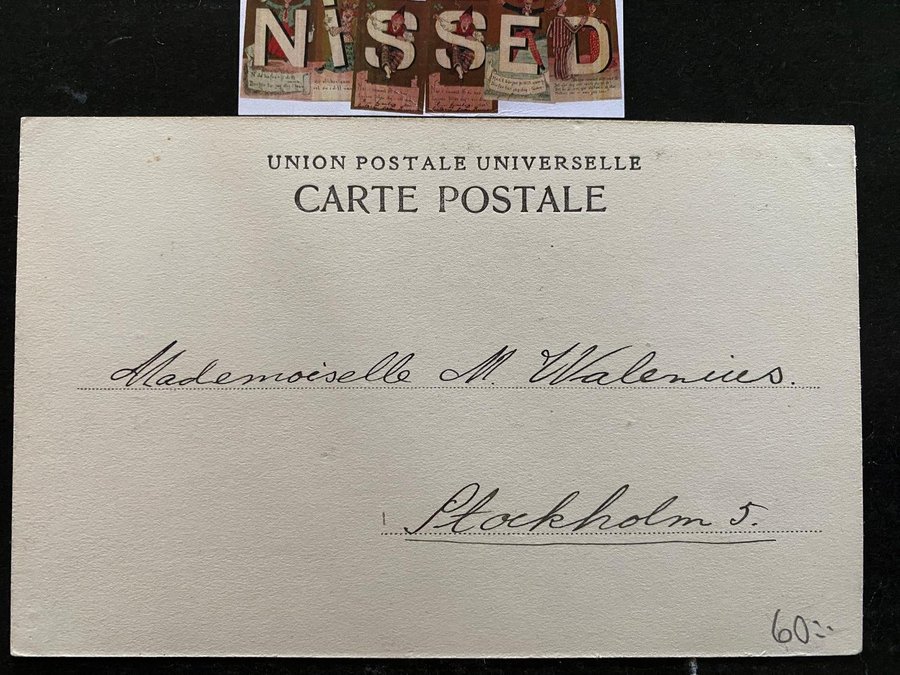 NISSED
UNION POSTALE UNIVERSELLE
CARTE POSTALE
Mademoiselle M. Walenius.
Stockholm 5.
60:-